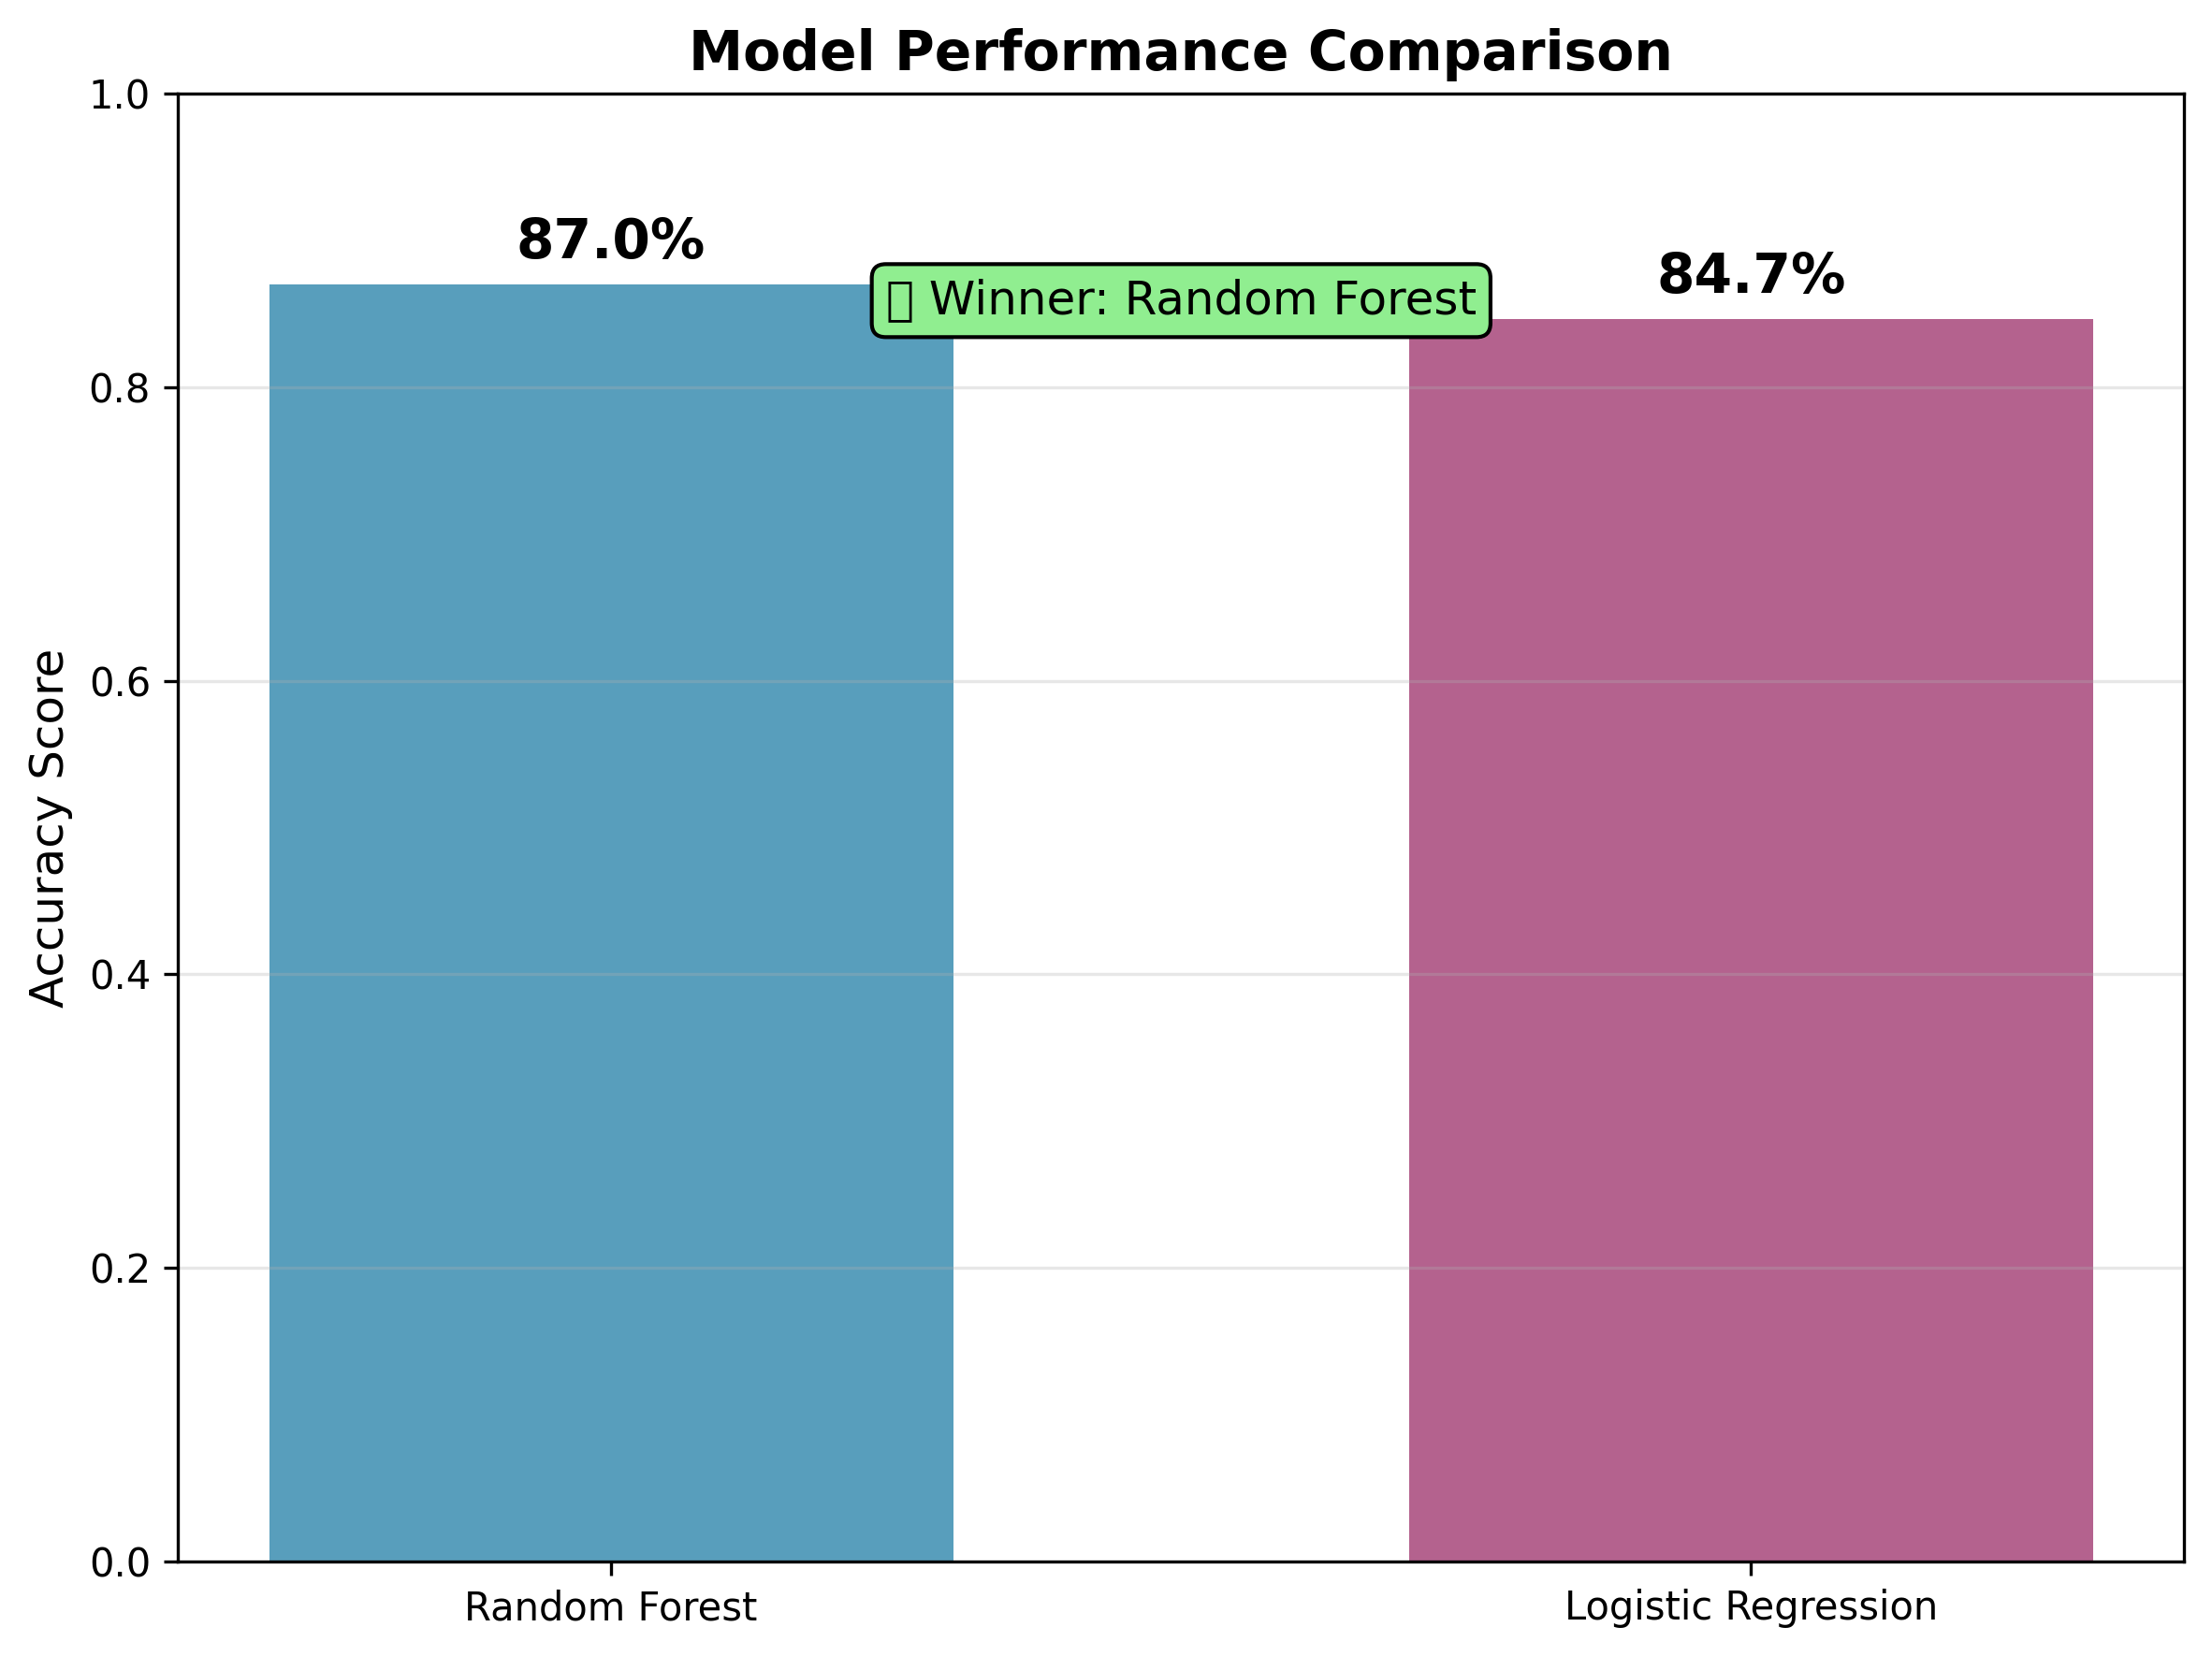 Model Performance Comparison
1.0
87.0%
84.7%
▯ Winner: Random Forest
0.8
0.6
0.4
0.2
0.0
Accuracy Score
Random Forest
Logistic Regression